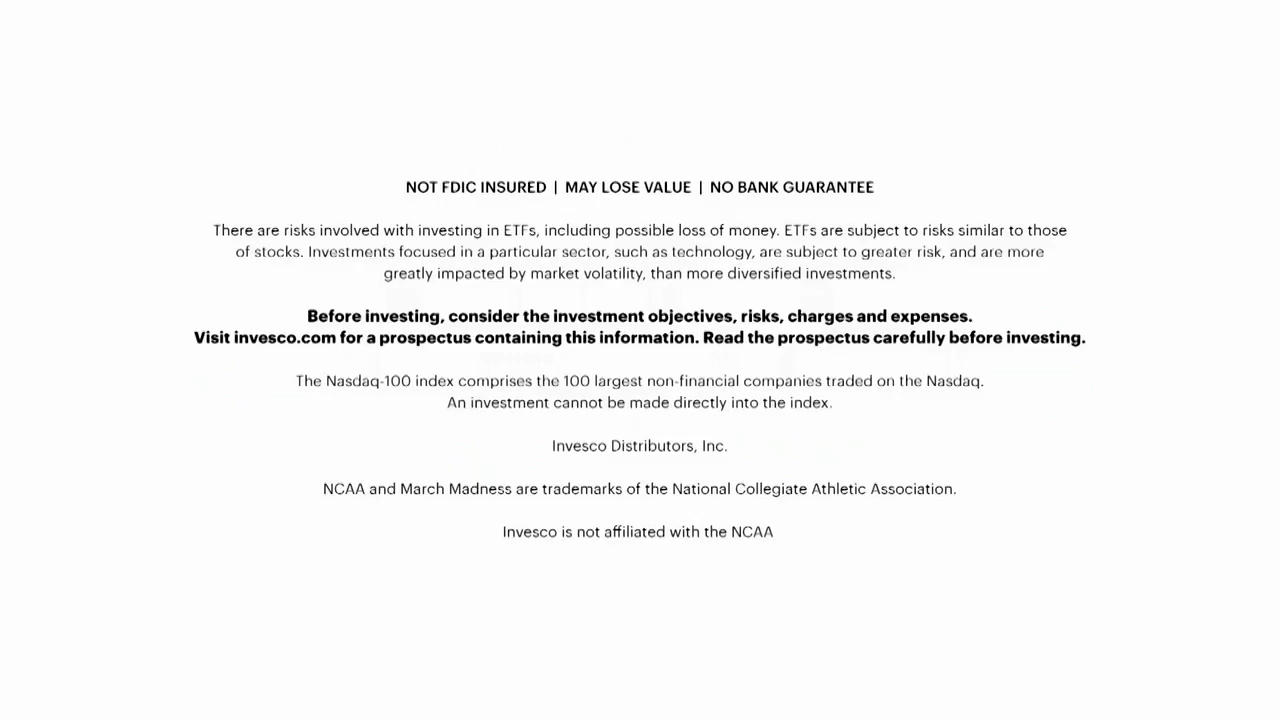 NOT FDIC INSURED | MAY LOSE VALUE | NO BANK GUARANTEE
There are risks involved with investing in ETFs, including possible loss of money. ETFs are subject to risks similar to those
of stocks. Investments focused in a particular sector, such as technology, are subject to greater risk, and are more
greatly impacted by market volatility, than more diversified investments.
Before investing, consider the investment objectives, risks, charges and expenses.
Visit invesco.com for a prospectus containing this information. Read the prospectus carefully before investing.
The Nasdaq-100 index comprises the 100 largest non-financial companies traded on the Nasdaq.
An investment cannot be made directly into the index.
Invesco Distributors, Inc.
NCAA and March Madness are trademarks of the National Collegiate Athletic Association.
Invesco is not affiliated with the NCAA